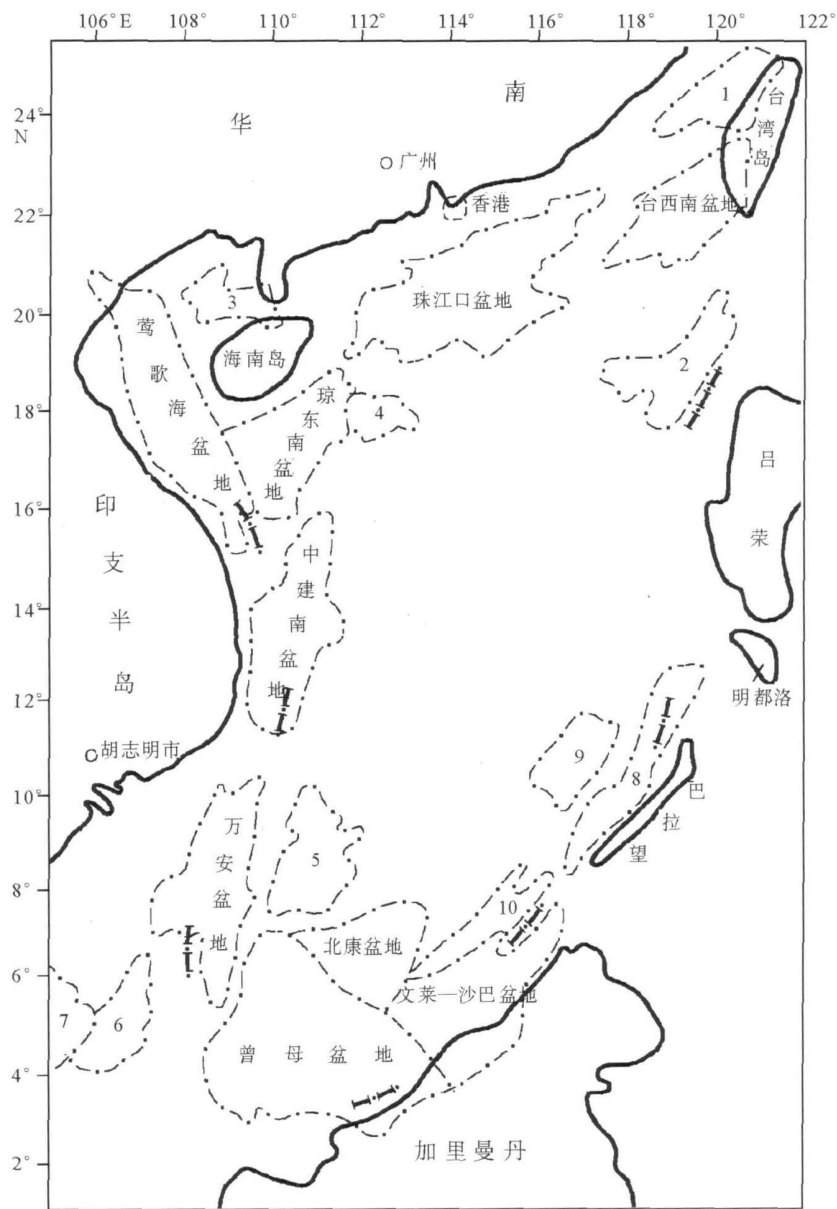 106°E 108° 110° 112° 114° 116° 118° 120° 122°
24°
N
22°
20°
18°
16°
14°
12°
10°
8°
6°
4°
2°
华南
广州
香港
台湾岛
1
台西南盆地
珠江口盆地
3
海南岛
莺歌海盆地
琼东南盆地
4
2
吕荣
印支半岛
中建南盆地
明都洛
胡志明市
9
8
巴拉望
万安盆地
5
10
北康盆地
文莱—沙巴盆地
7
6
曾母盆地
加里曼丹